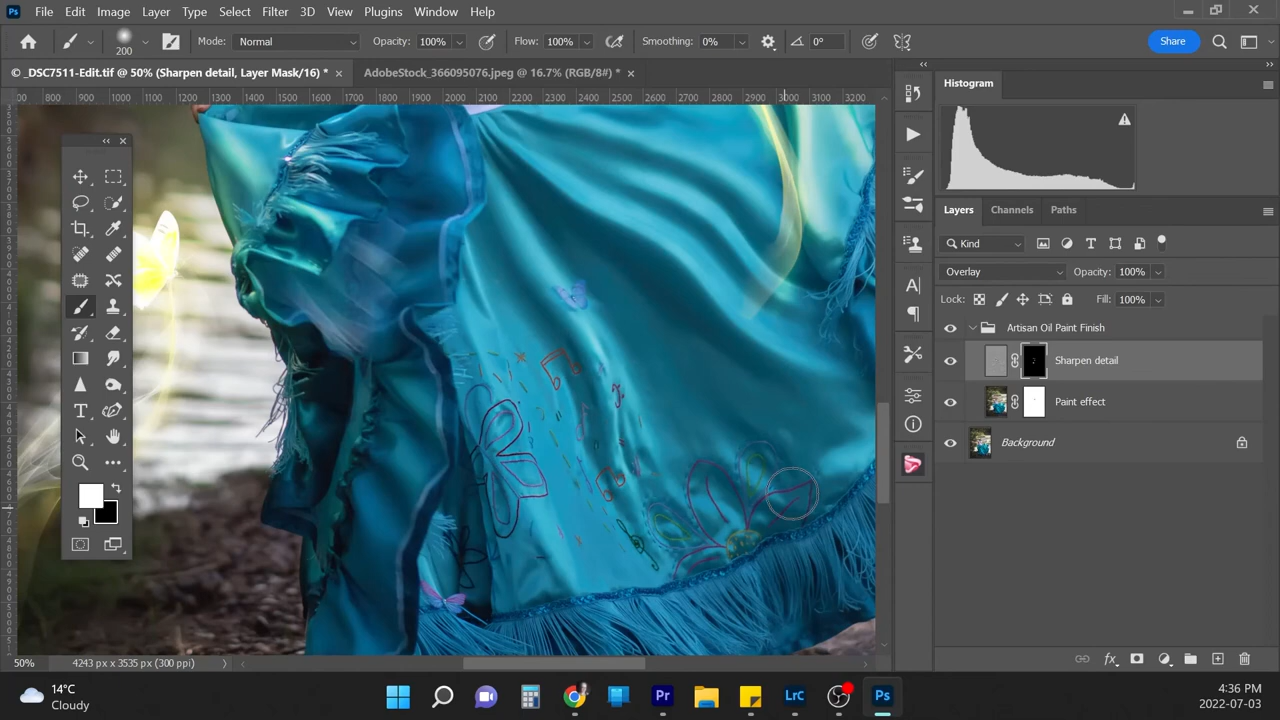 Ps File Edit Image Layer Type Select Filter 3D View Plugins Window Help
200 Mode: Normal Opacity: 100% Flow: 100% Smoothing: 0% 0° Share
© _DSC7511-Edit.tif @ 50% (Sharpen detail, Layer Mask/16) * × AdobeStock_366095076.jpeg @ 16.7% (RGB/8#) * ×
00 800 900 1000 1100 1200 1300 1400 1500 1600 1700 1800 1900 2000 2100 2200 2300 2400 2500 2600 2700 2800 2900 3000 3100 3200
Histogram
Layers Channels Paths
Kind
Overlay Opacity: 100%
Lock: Fill: 100%
Artisan Oil Paint Finish
Sharpen detail
Paint effect
Background
50% 4243 px x 3535 px (300 ppi)
14°C
Cloudy
Pr LrC Ps
4:36 PM
2022-07-03